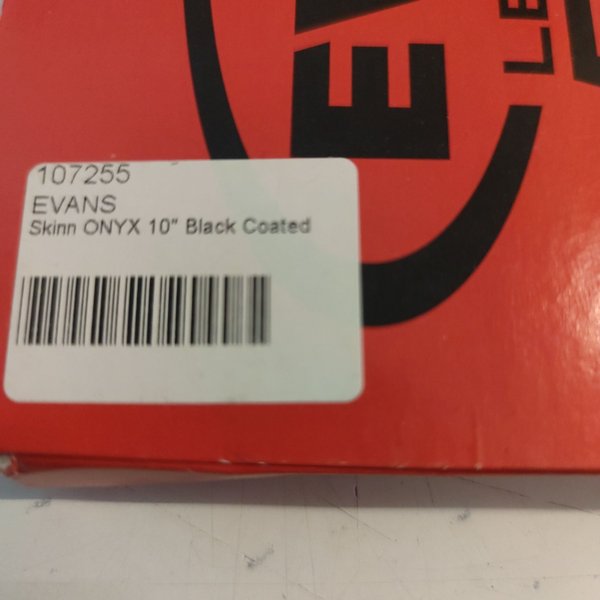 107255
EVANS
Skinn ONYX 10" Black Coated